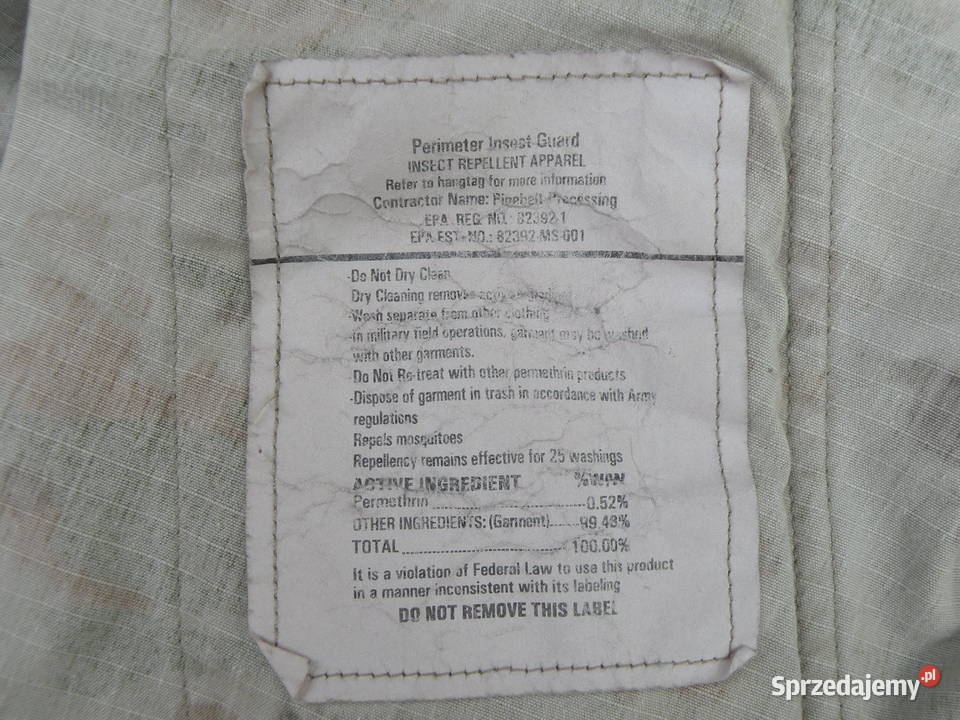 Perimeter Insect Guard
INSECT REPELLENT APPAREL
Refer to hangtag for more information
Contractor Name: Pinebelt Processing
EPA. REG. NO.: 82392-1
EPA EST. NO.: 82392-MS-001
-Do Not Dry Clean
Dry Cleaning removes
-Wash separate from other clothing
-In military field operations, garment may be washed
with other garments.
-Do Not Re-treat with other permethrin products
-Dispose of garment in trash in accordance with Army
regulations
Repels mosquitoes
Repellency remains effective for 25 washings
ACTIVE INGREDIENT %W/W
Permethrin 0.52%
OTHER INGREDIENTS: (Garment) 99.48%
TOTAL 100.00%
It is a violation of Federal Law to use this product
in a manner inconsistent with its labeling
DO NOT REMOVE THIS LABEL
Sprzedajemy.pl